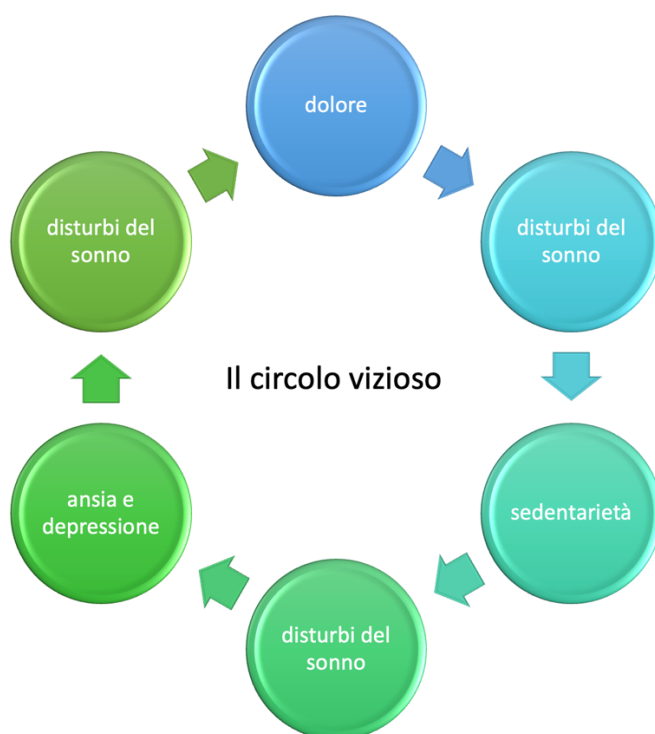 dolore
disturbi del
sonno
sedentarietà
disturbi del
sonno
ansia e
depressione
disturbi del
sonno
Il circolo vizioso